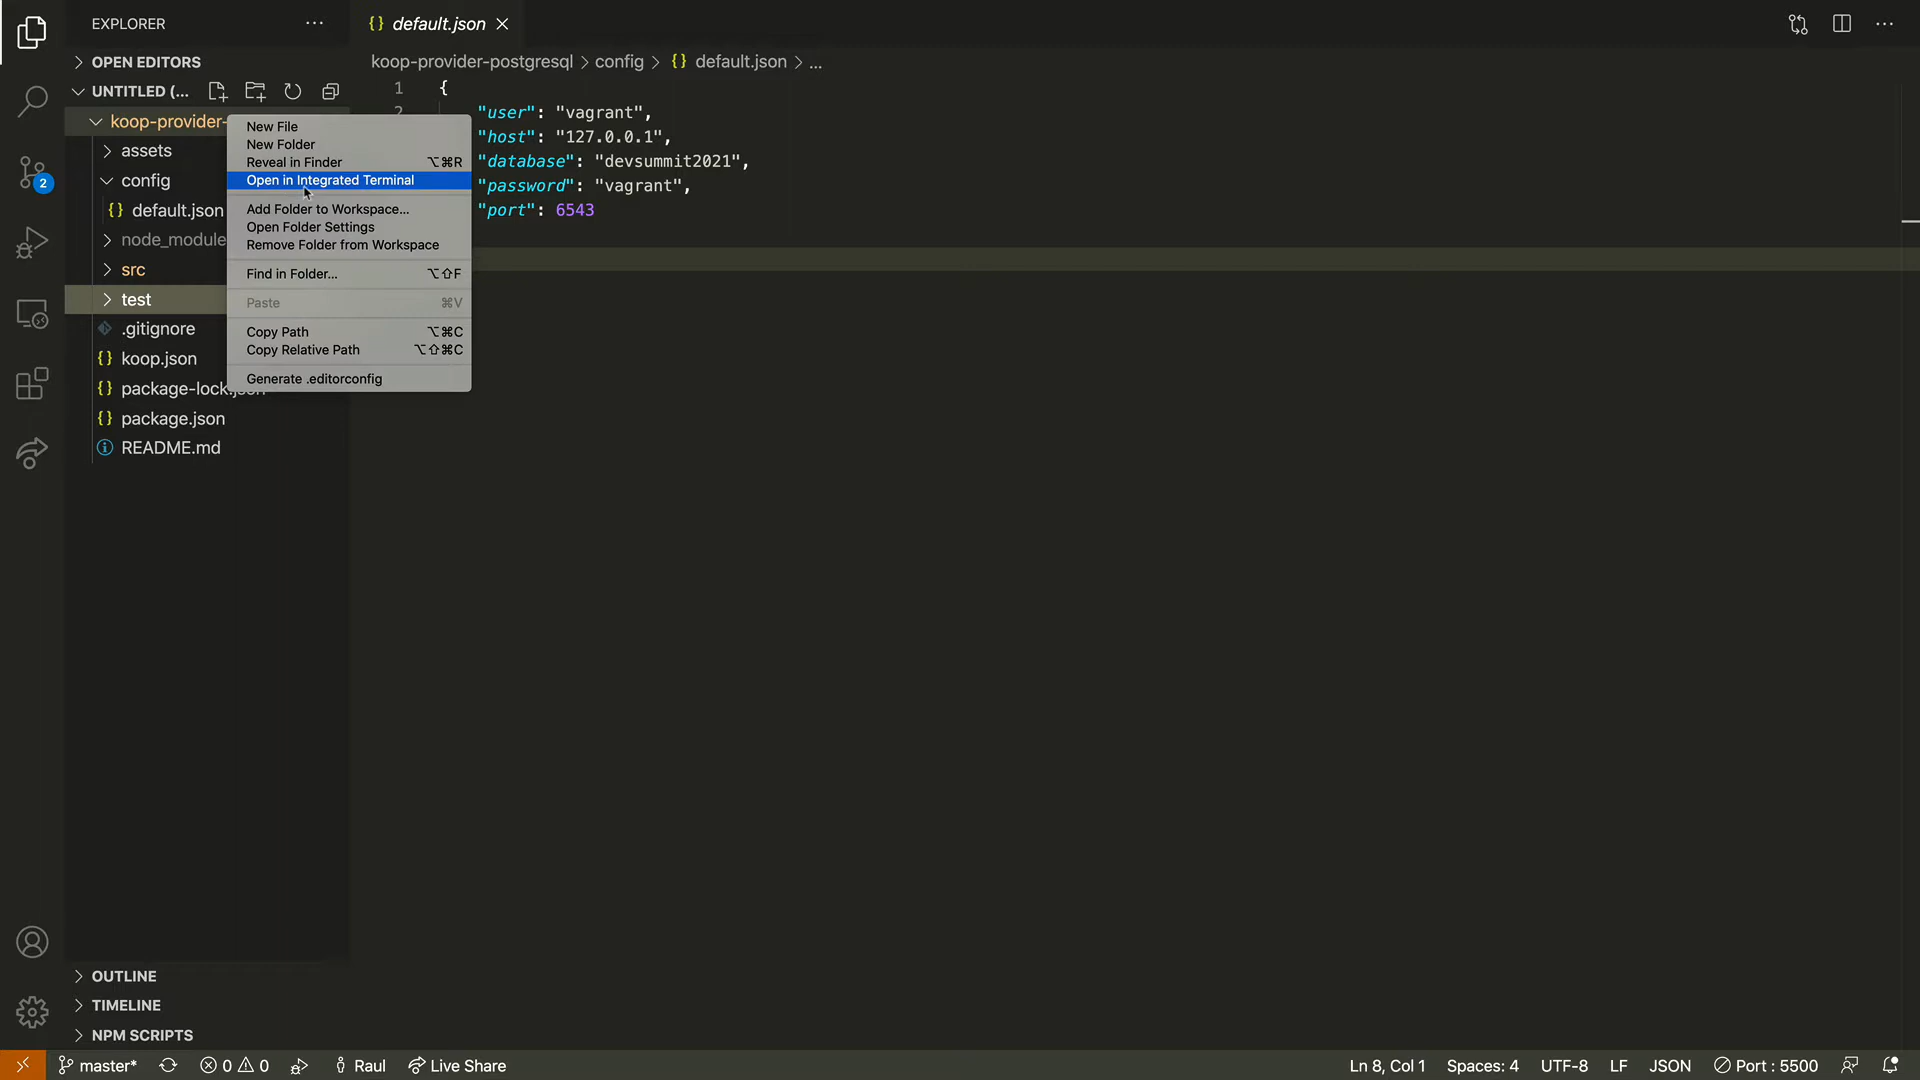 EXPLORER
default.json
OPEN EDITORS
koop-provider-postgresql > config > {} default.json > ...
UNTITLED (...
koop-provider-
assets
config
{} default.json
node_module
src
test
.gitignore
{} koop.json
{} package-lock.json
{} package.json
README.md
New File
New Folder
Reveal in Finder ⌥⌘R
Open in Integrated Terminal
Add Folder to Workspace...
Open Folder Settings
Remove Folder from Workspace
Find in Folder... ⌥⇧F
Paste ⌘V
Copy Path ⌥⌘C
Copy Relative Path ⌥⇧⌘C
Generate .editorconfig
1 {
2 "user": "vagrant",
"host": "127.0.0.1",
"database": "devsummit2021",
"password": "vagrant",
"port": 6543
2
OUTLINE
TIMELINE
NPM SCRIPTS
master* 0 0 Raul Live Share Ln 8, Col 1 Spaces: 4 UTF-8 LF JSON Port : 5500